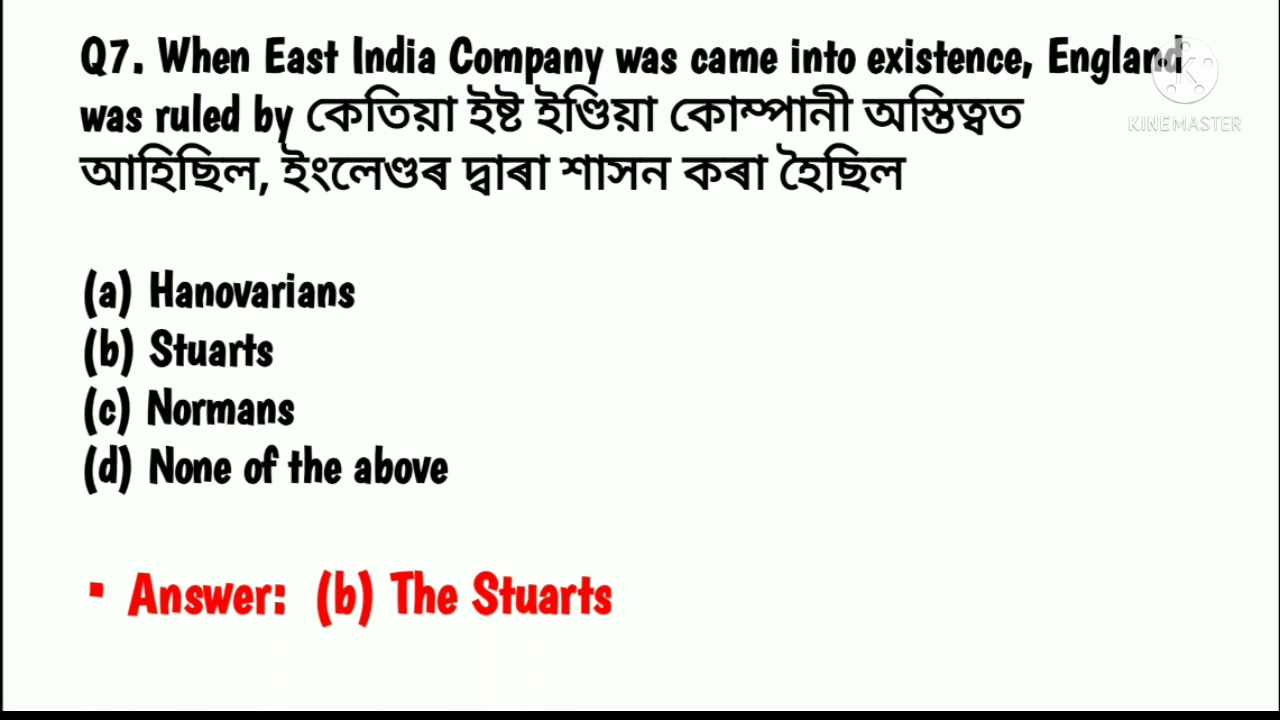 Q7. When East India Company was came into existence, England
was ruled by কেতিয়া ইষ্ট ইণ্ডিয়া কোম্পানী অস্তিত্বত
আহিছিল, ইংলেণ্ডৰ দ্বাৰা শাসন কৰা হৈছিল
(a) Hanovarians
(b) Stuarts
(c) Normans
(d) None of the above
▪ Answer: (b) The Stuarts
K
KINEMASTER